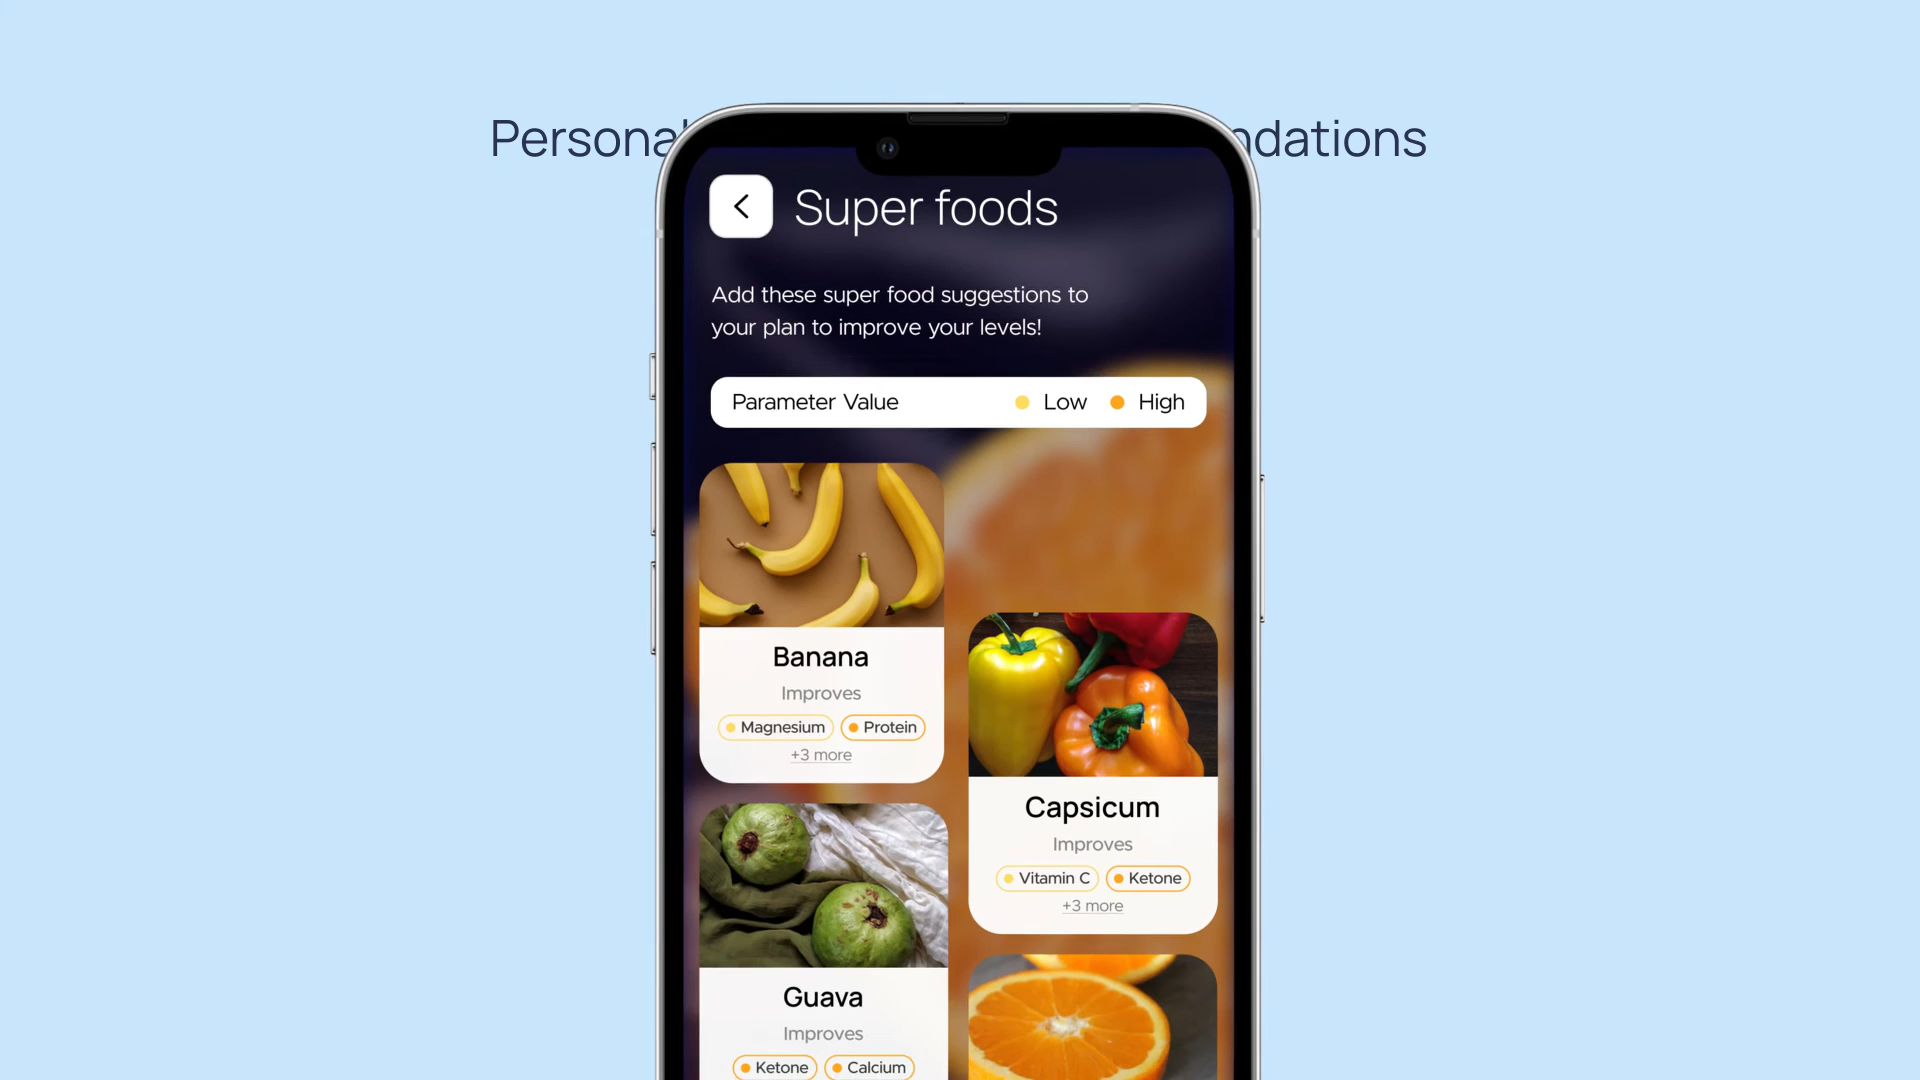 Persona
ndations
Super foods
Add these super food suggestions to
your plan to improve your levels!
Parameter Value Low High
Banana
Improves
Magnesium Protein
+3 more
Capsicum
Improves
Vitamin C Ketone
+3 more
Guava
Improves
Ketone Calcium